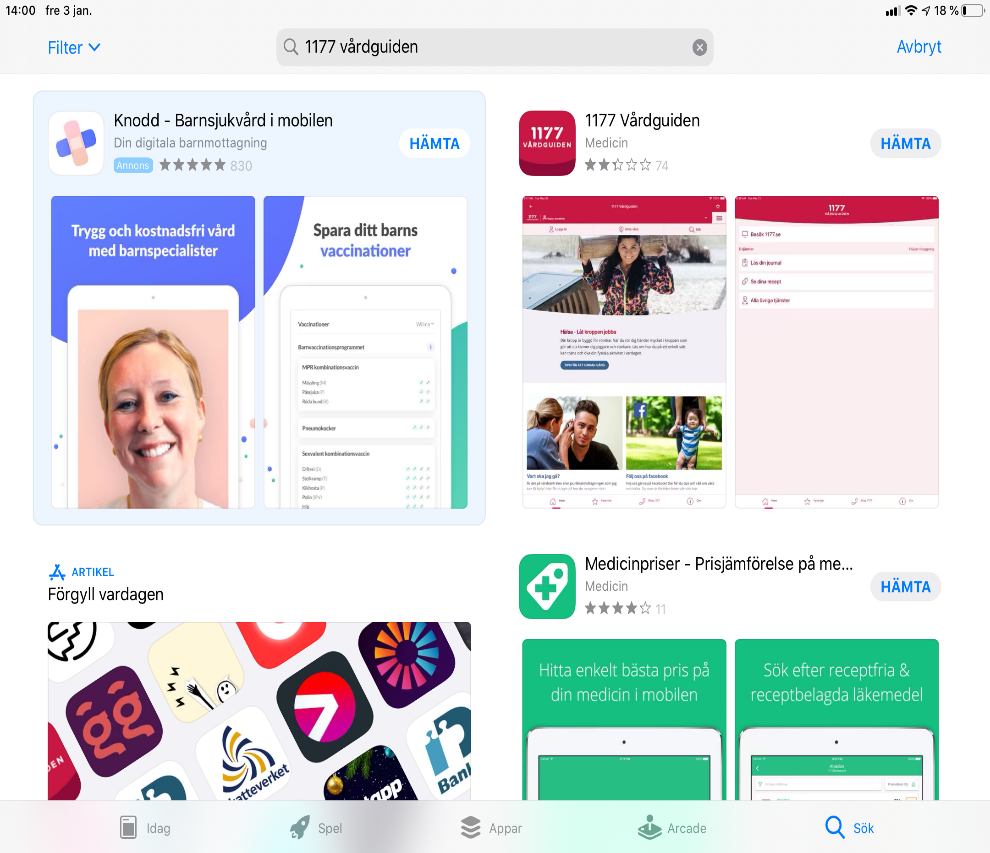 14:00 fre 3 jan.
18 %
Filter
1177 vårdguiden
Avbryt
Knodd - Barnsjukvård i mobilen
Din digitala barnmottagning
Annons
830
HÄMTA
Trygg och kostnadsfri vård
med barnspecialister
Spara ditt barns
vaccinationer
Vaccinationer
Barnvaccinationsprogrammet
MPR kombinationsvaccin
Mässling (M)
Påssjuka (P)
Röda hund (R)
Pneumokocker
Sexvalent kombinationsvaccin
Difteri (D)
Stelkramp (T)
Kikhosta (P)
Polio (IPV)
1177
VÅRDGUIDEN
1177 Vårdguiden
Medicin
74
HÄMTA
1177 Vårdguiden
Hälsa - Låt kroppen jobba
Vart ska jag gå?
Följ oss på facebook
1177
VÅRDGUIDEN
Besök 1177.se
Läs din journal
Se dina recept
Alla övriga tjänster
ARTIKEL
Förgyll vardagen
gg
katteverket
app
Bank
DEN
Medicinpriser - Prisjämförelse på me...
Medicin
11
HÄMTA
Hitta enkelt bästa pris på
din medicin i mobilen
Sök efter receptfria &
receptbelagda läkemedel
Idag
Spel
Appar
Arcade
Sök